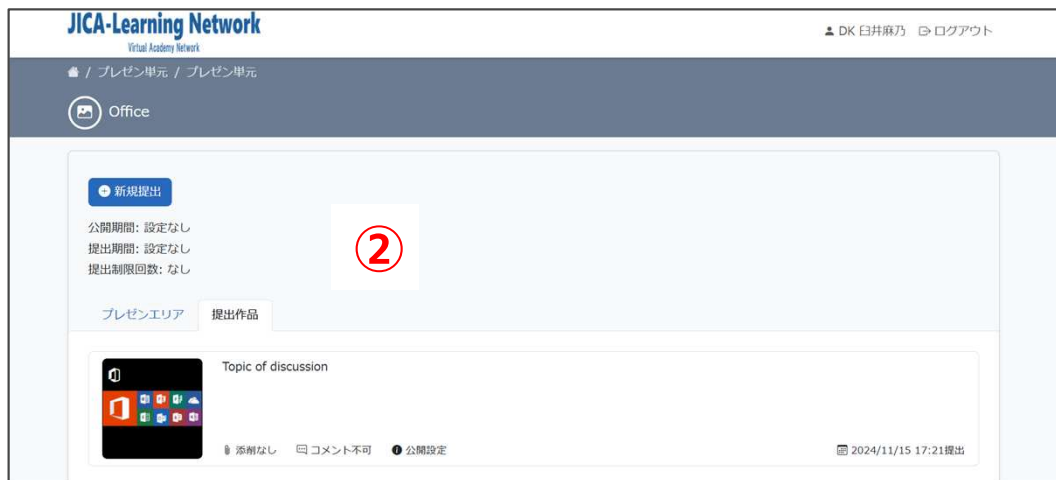 JICA-Learning Network
Virtual Academy Network
DK 臼井麻乃 ログアウト
/ プレゼン単元 / プレゼン単元
Office
新規提出
公開期間: 設定なし
提出期間: 設定なし
提出制限回数: なし
②
プレゼンエリア 提出作品
Topic of discussion
添削なし コメント不可 公開設定 2024/11/15 17:21提出